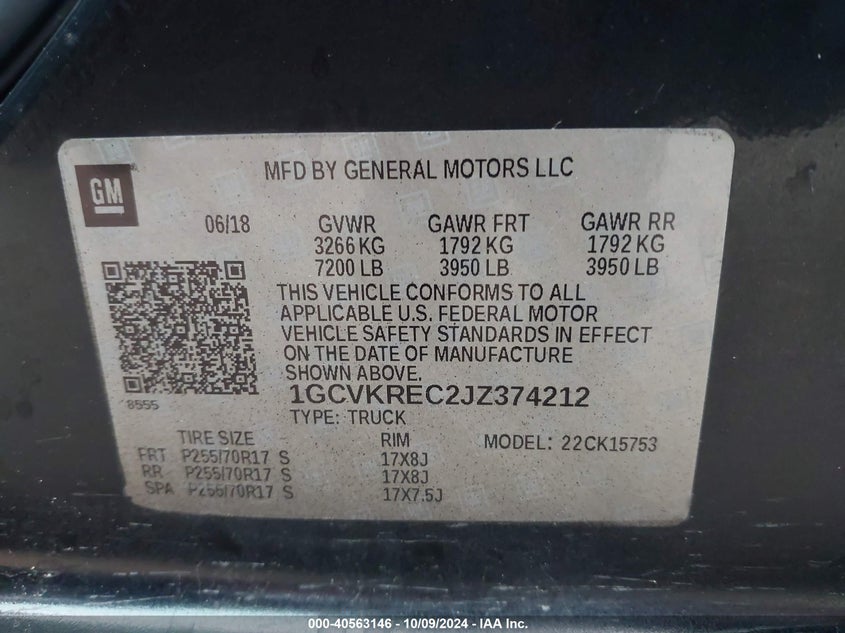 GM
MFD BY GENERAL MOTORS LLC
06/18 GVWR GAWR FRT GAWR RR
3266 KG 1792 KG 1792 KG
7200 LB 3950 LB 3950 LB
THIS VEHICLE CONFORMS TO ALL
APPLICABLE U.S. FEDERAL MOTOR
VEHICLE SAFETY STANDARDS IN EFFECT
ON THE DATE OF MANUFACTURE
SHOWN ABOVE.
8555
1GCVKREC2JZ374212
TYPE: TRUCK
TIRE SIZE RIM MODEL: 22CK15753
FRT P255/70R17 S 17X8J
RR P255/70R17 S 17X8J
SPA P255/70R17 S 17X7.5J
000-40563146 - 10/09/2024 - IAA Inc.